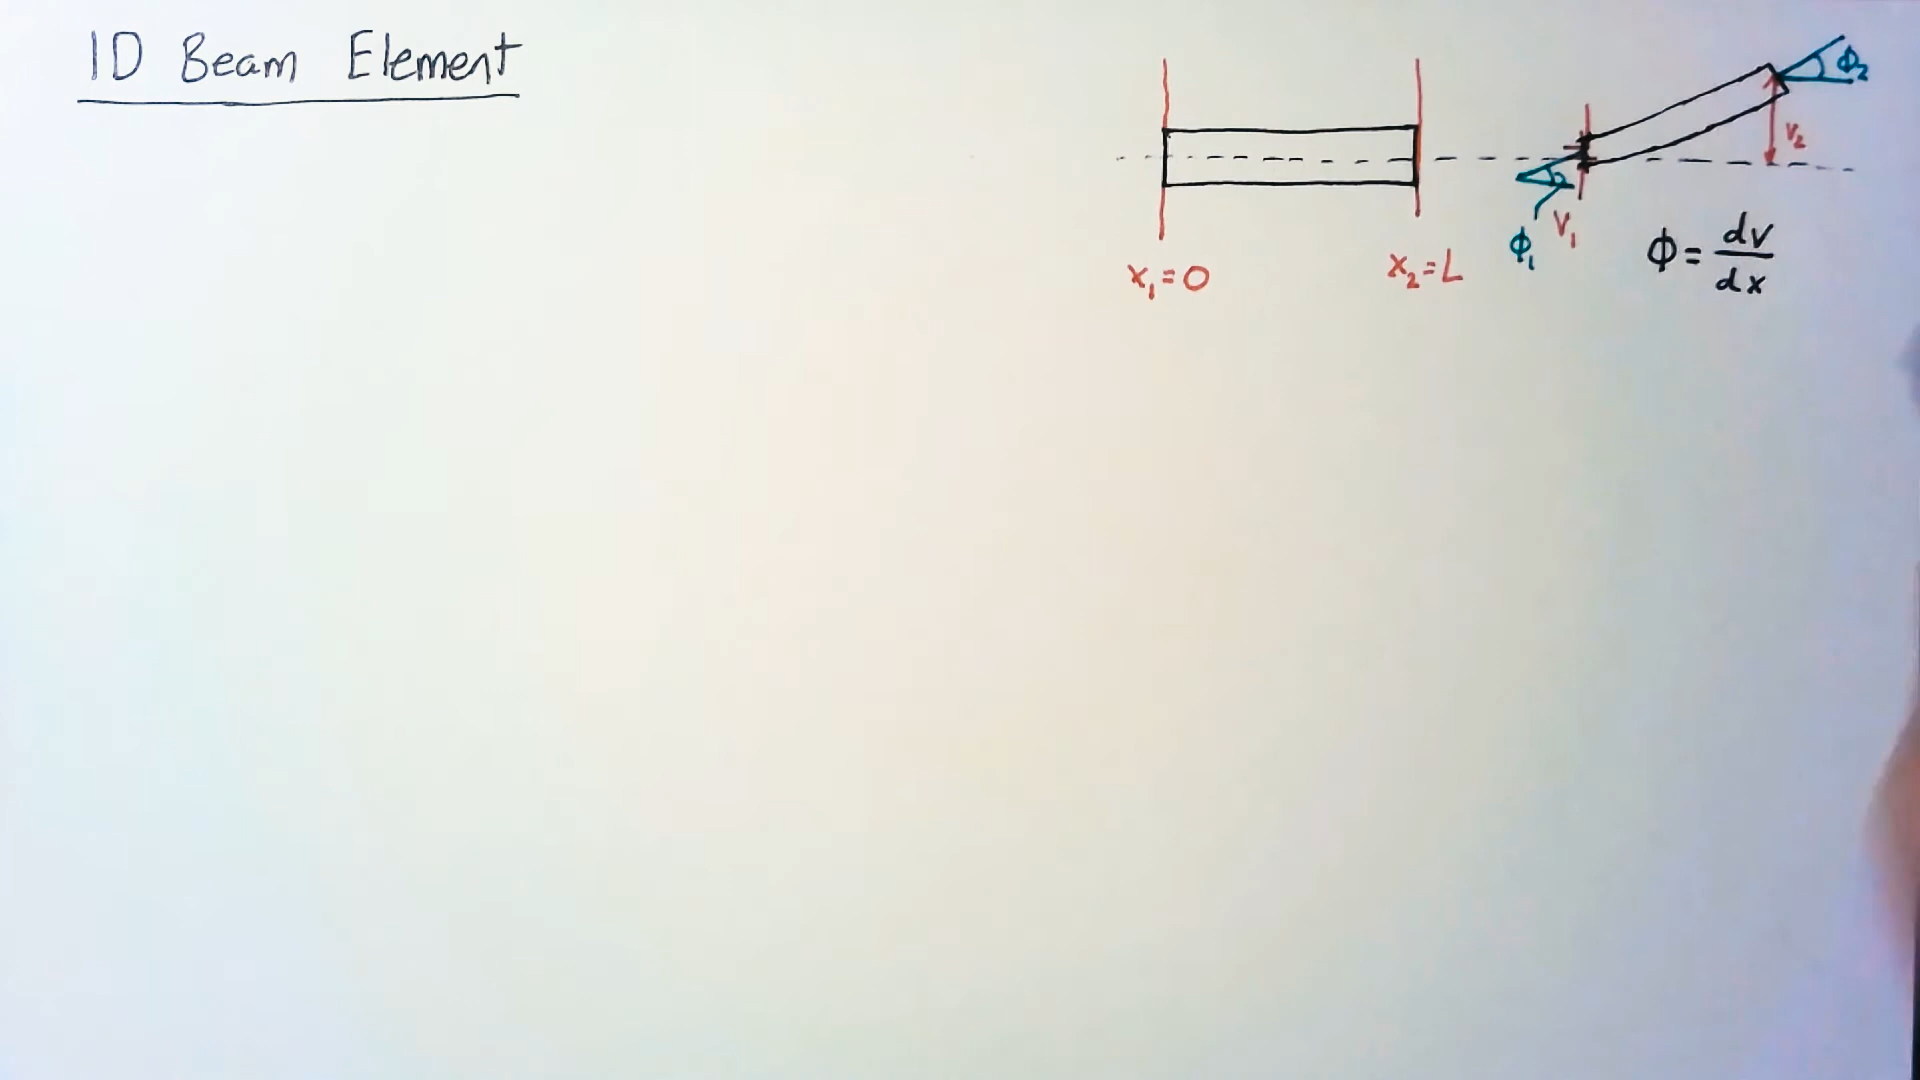 1D Beam Element
ϕ₂
v₂
ϕ₁
v₁
x₁=0
x₂=L
ϕ = dv/dx